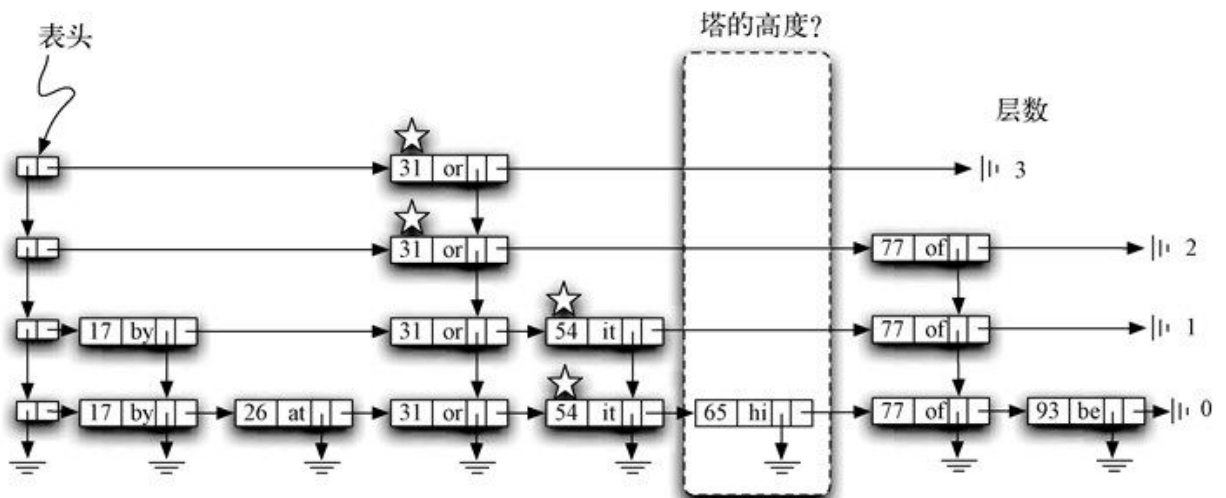 塔的高度?
表头
层数
31 or 3
31 or 77 of 2
17 by 31 or 54 it 77 of 1
17 by 26 at 31 or 54 it 65 hi 77 of 93 be 0